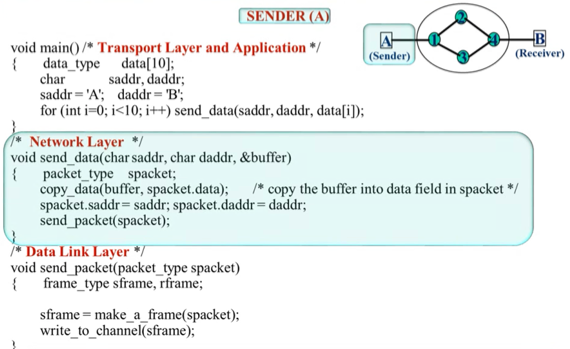 SENDER (A)
void main() /* Transport Layer and Application */
{ data_type data[10];
char saddr, daddr;
saddr = 'A'; daddr = 'B';
for (int i=0; i<10; i++) send_data(saddr, daddr, data[i]);
}
A
(Sender)
1
2
3
4
B
(Receiver)
/* Network Layer */
void send_data(char saddr, char daddr, &buffer)
{ packet_type spacket;
copy_data(buffer, spacket.data); /* copy the buffer into data field in spacket */
spacket.saddr = saddr; spacket.daddr = daddr;
send_packet(spacket);
}
/* Data Link Layer */
void send_packet(packet_type spacket)
{ frame_type sframe, rframe;
sframe = make_a_frame(spacket);
write_to_channel(sframe);
}